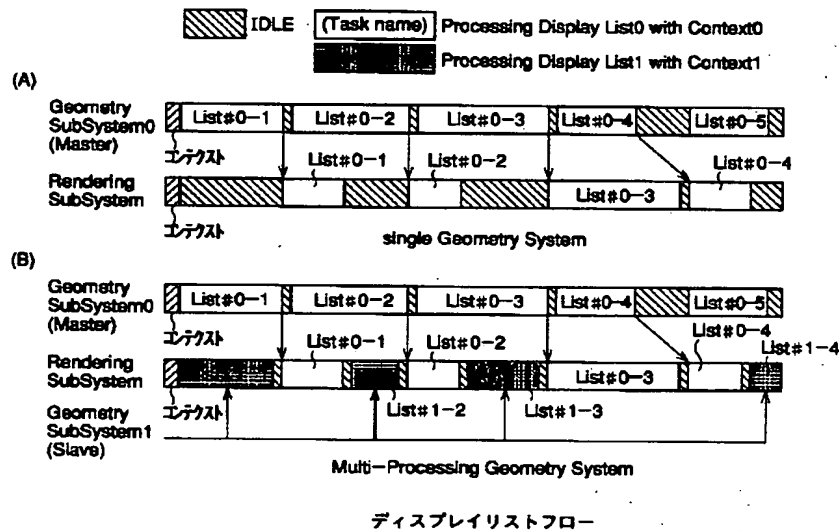 IDLE (Task name) Processing Display List0 with Context0
Processing Display List1 with Context1
(A)
Geometry
SubSystem0
(Master)
List#0-1 List#0-2 List#0-3 List#0-4 List#0-5
コンテクスト
List#0-1 List#0-2 List#0-4
Rendering
SubSystem
List#0-3
コンテクスト
single Geometry System
(B)
Geometry
SubSystem0
(Master)
List#0-1 List#0-2 List#0-3 List#0-4 List#0-5
コンテクスト
List#0-1 List#0-2 List#0-4
List#1-4
Rendering
SubSystem
List#0-3
コンテクスト
List#1-2 List#1-3
Geometry
SubSystem1
(Slave)
Multi-Processing Geometry System
ディスプレイリストフロー